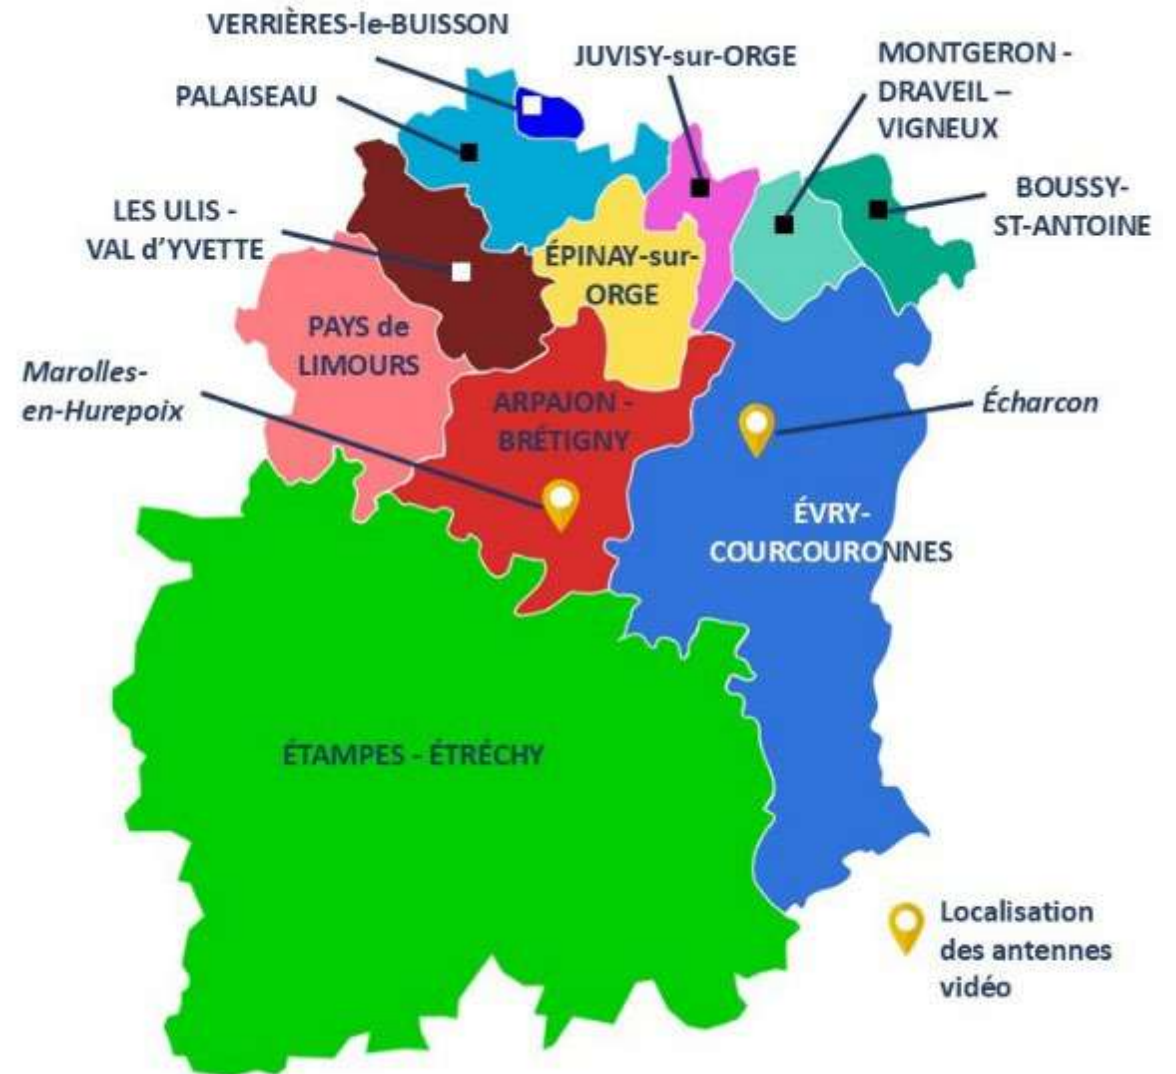 VERRIÈRES-le-BUISSON
PALAISEAU
JUVISY-sur-ORGE
MONTGERON -
DRAVEIL –
VIGNEUX
BOUSSY-
ST-ANTOINE
LES ULIS -
VAL d’YVETTE
ÉPINAY-sur-
ORGE
PAYS de
LIMOURS
Marolles-
en-Hurepoix
ARPAJON -
BRÉTIGNY
Écharcon
ÉVRY-
COURCOURONNES
ÉTAMPES - ÉTRÉCHY
Localisation
des antennes
vidéo